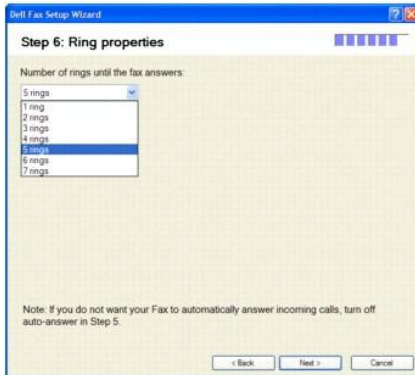 Dell Fax Setup Wizard
Step 6: Ring properties
Number of rings until the fax answers:
5 rings
1 ring
2 rings
3 rings
4 rings
5 rings
6 rings
7 rings
Note: If you do not want your Fax to automatically answer incoming calls, turn off
auto-answer in Step 5.
< Back
Next >
Cancel